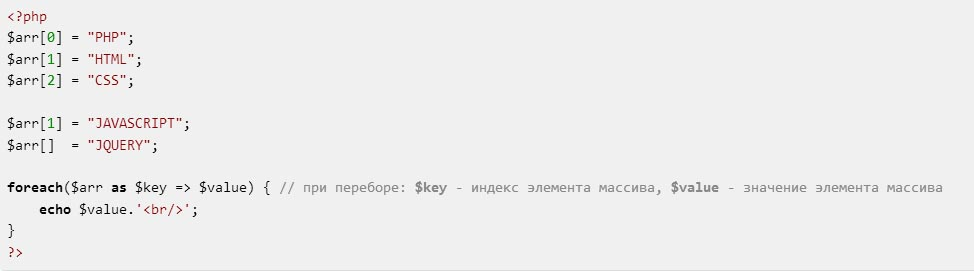 <?php
$arr[0] = "PHP";
$arr[1] = "HTML";
$arr[2] = "CSS";

$arr[1] = "JAVASCRIPT";
$arr[]  = "JQUERY";

foreach($arr as $key => $value) { // при переборе: $key - индекс элемента массива, $value - значение элемента массива
    echo $value.'<br/>';
}
?>